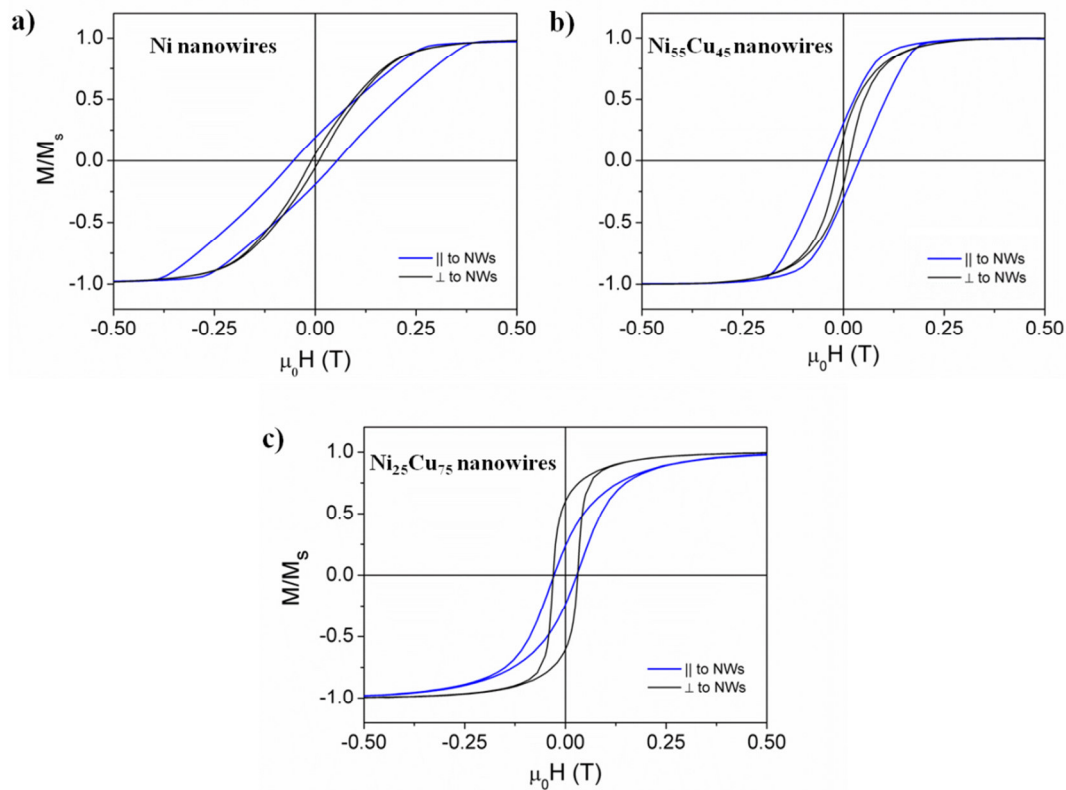 a)
Ni nanowires
1.0
0.5
0.0
-0.5
-1.0
M/Mₛ
|| to NWs
⊥ to NWs
-0.50 -0.25 0.00 0.25 0.50
μ₀H (T)
b)
Ni₅₅Cu₄₅ nanowires
1.0
0.5
0.0
-0.5
-1.0
|| to NWs
⊥ to NWs
-0.50 -0.25 0.00 0.25 0.50
μ₀H (T)
c)
Ni₂₅Cu₇₅ nanowires
1.0
0.5
0.0
-0.5
-1.0
M/Mₛ
|| to NWs
⊥ to NWs
-0.50 -0.25 0.00 0.25 0.50
μ₀H (T)